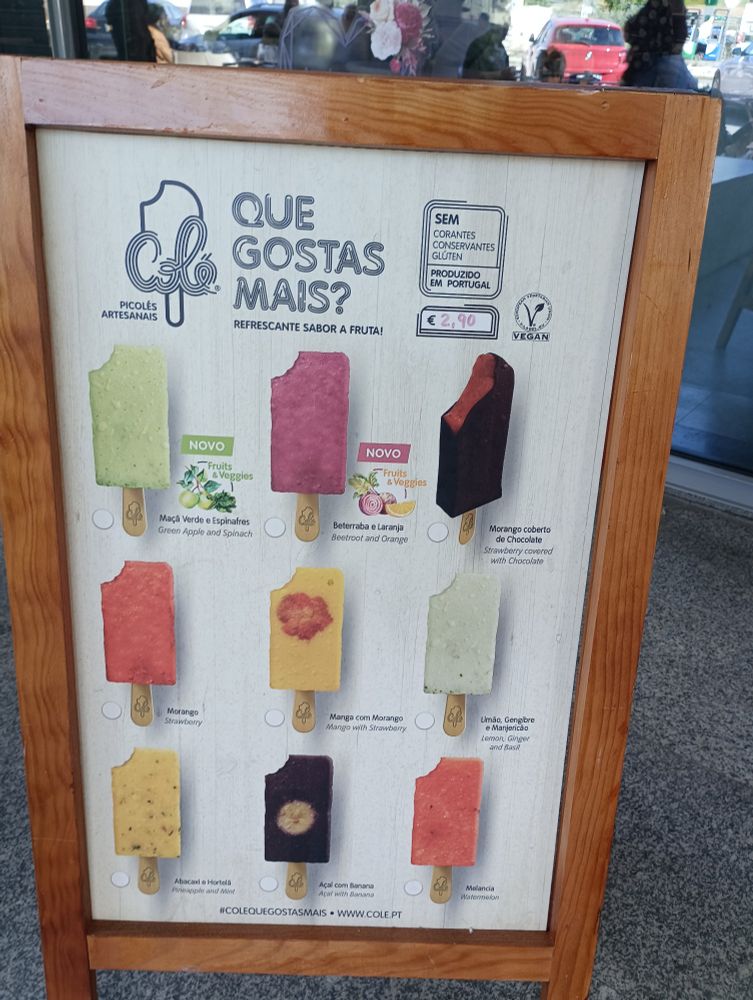 Colé®
PICOLÉS
ARTESANAIS
QUE
GOSTAS
MAIS?
REFRESCANTE SABOR A FRUTA!
SEM
CORANTES
CONSERVANTES
GLÚTEN
PRODUZIDO
EM PORTUGAL
€ 2,90
VEGAN
NOVO
Fruits
& Veggies
Maçã Verde e Espinafres
Green Apple and Spinach
NOVO
Fruits
& Veggies
Beterraba e Laranja
Beetroot and Orange
Morango coberto
de Chocolate
Strawberry covered
with Chocolate
Morango
Strawberry
Manga com Morango
Mango with Strawberry
Limão, Gengibre
e Manjericão
Lemon, Ginger
and Basil
Abacaxi e Hortelã
Pineapple and Mint
Açaí com Banana
Açaí with Banana
Melancia
Watermelon
#COLEQUEGOSTASMAIS • WWW.COLE.PT